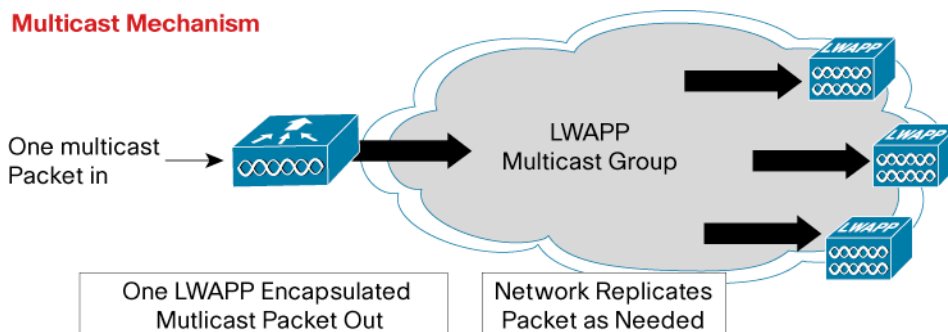 Multicast Mechanism
One multicast
Packet in
LWAPP
Multicast Group
LWAPP
LWAPP
LWAPP
One LWAPP Encapsulated
Mutlicast Packet Out
Network Replicates
Packet as Needed